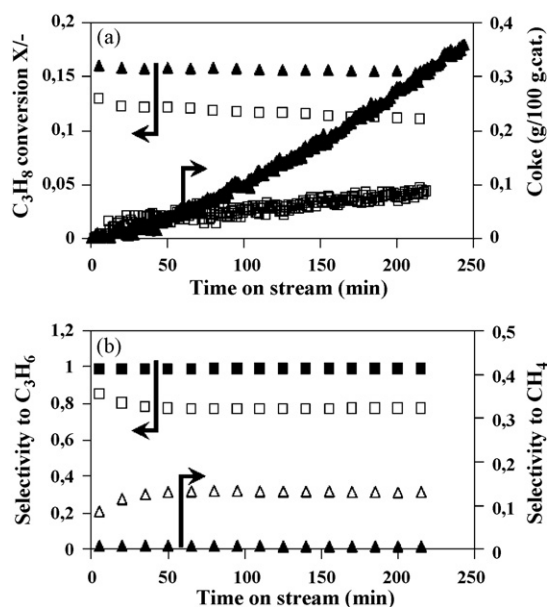 (a)
C3H8 conversion X/-
0,2
0,15
0,1
0,05
0
0,4
0,3
0,2
0,1
0
Coke (g/100 g.cat.)
0 50 100 150 200 250
Time on stream (min)
(b)
Selectivity to C3H6
1,2
1
0,8
0,6
0,4
0,2
0
0,5
0,4
0,3
0,2
0,1
0
Selectivity to CH4
0 50 100 150 200 250
Time on stream (min)